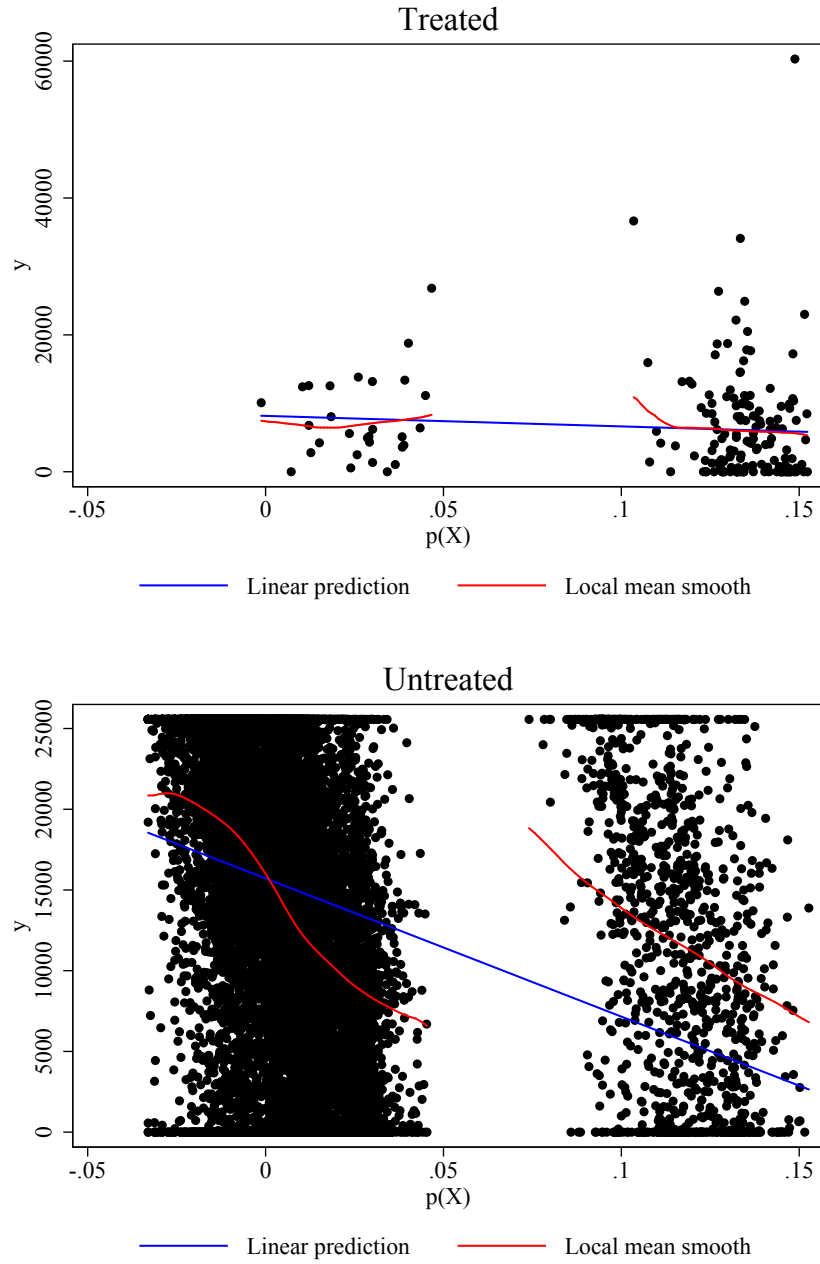 Treated
60000
40000
20000
0
y
-.05 0 .05 .1 .15
p(X)
Linear prediction Local mean smooth
Untreated
25000
20000
15000
10000
5000
0
y
-.05 0 .05 .1 .15
p(X)
Linear prediction Local mean smooth